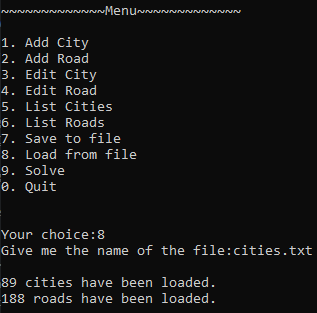 ~~~~~~~~~~~~~Menu~~~~~~~~~~~~~
1. Add City
2. Add Road
3. Edit City
4. Edit Road
5. List Cities
6. List Roads
7. Save to file
8. Load from file
9. Solve
0. Quit
Your choice:8
Give me the name of the file:cities.txt
89 cities have been loaded.
188 roads have been loaded.